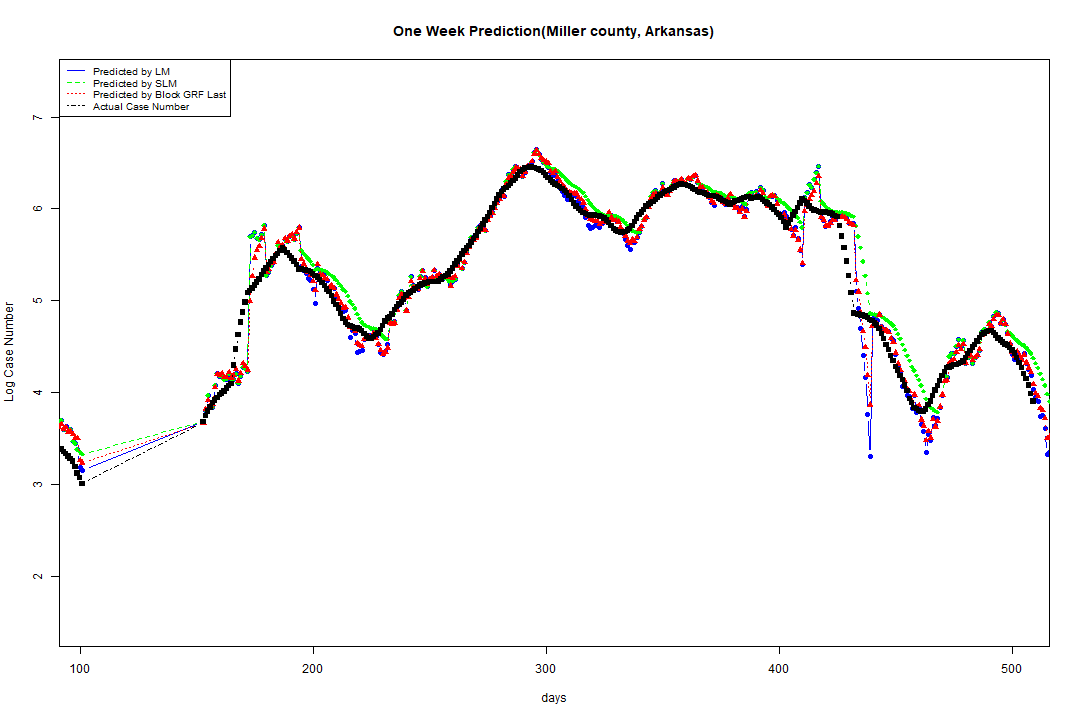 One Week Prediction(Miller county, Arkansas)
Predicted by LM
Predicted by SLM
Predicted by Block GRF Last
Actual Case Number
7
6
5
4
3
2
Log Case Number
100 200 300 400 500
days